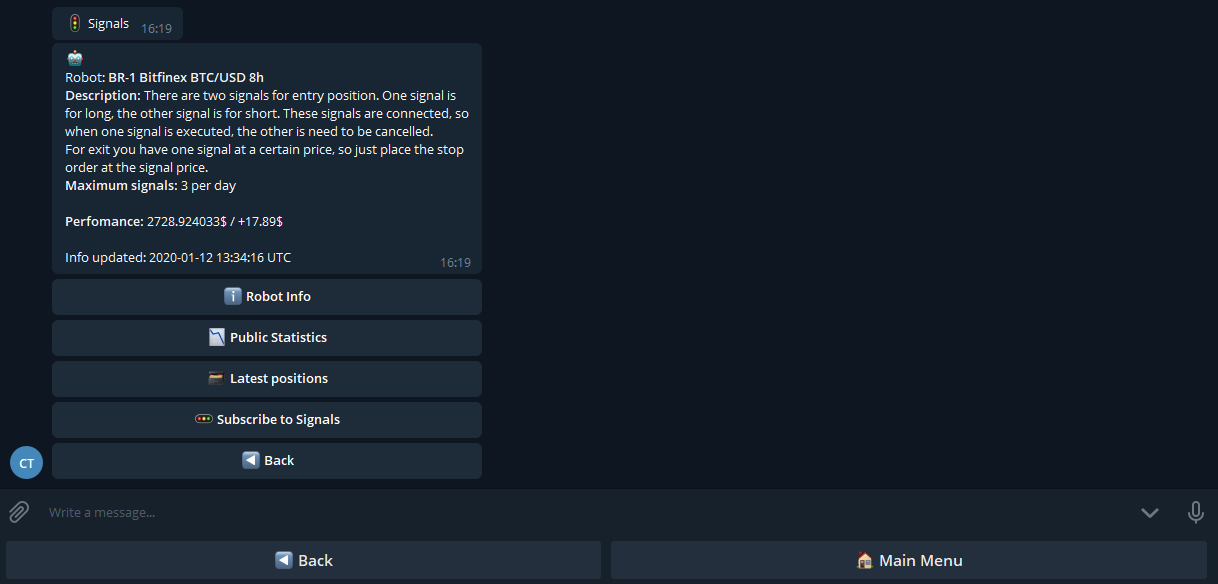 Signals
16:19
Robot: BR-1 Bitfinex BTC/USD 8h
Description: There are two signals for entry position. One signal is
for long, the other signal is for short. These signals are connected, so
when one signal is executed, the other is need to be cancelled.
For exit you have one signal at a certain price, so just place the stop
order at the signal price.
Maximum signals: 3 per day
Perfomance: 2728.924033$ / +17.89$
Info updated: 2020-01-12 13:34:16 UTC
16:19
Robot Info
Public Statistics
Latest positions
Subscribe to Signals
Back
CT
Write a message...
Back
Main Menu